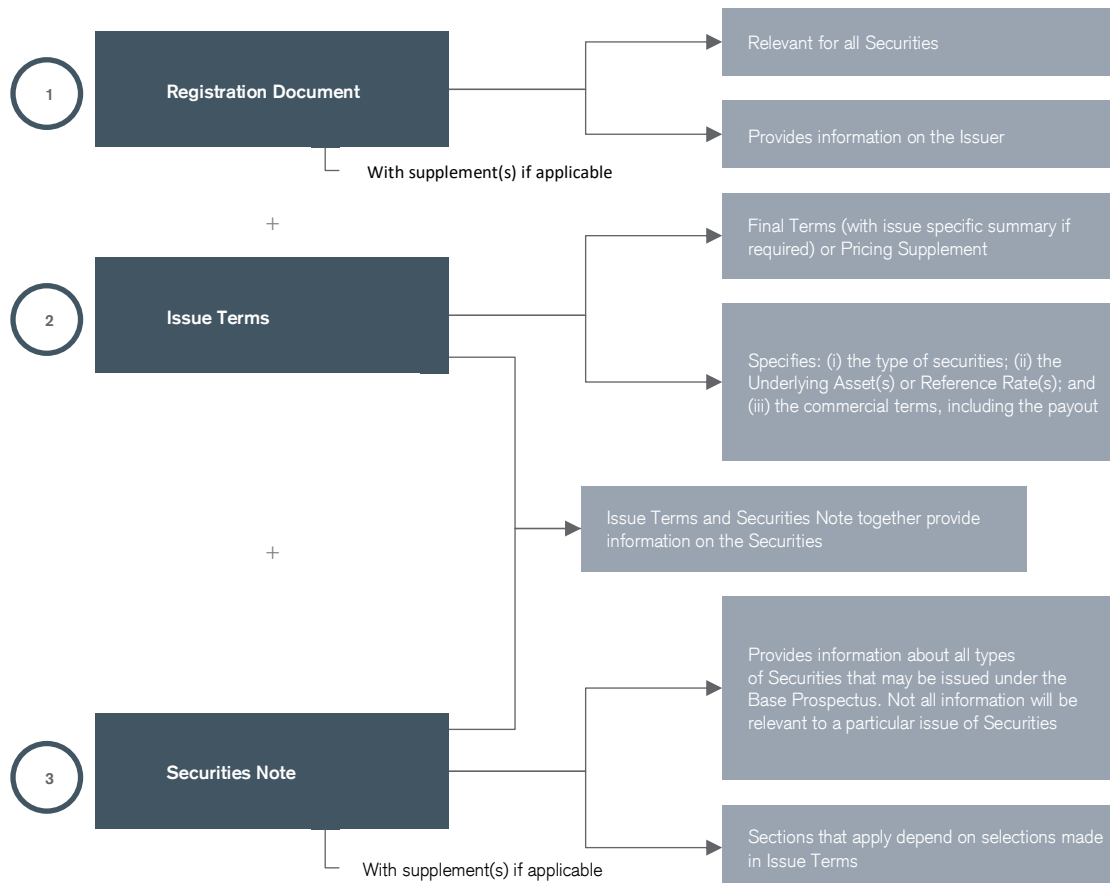 1
Registration Document
With supplement(s) if applicable
Relevant for all Securities
Provides information on the Issuer
+
2
Issue Terms
Final Terms (with issue specific summary if
required) or Pricing Supplement
Specifies: (i) the type of securities; (ii) the
Underlying Asset(s) or Reference Rate(s); and
(iii) the commercial terms, including the payout
Issue Terms and Securities Note together provide
information on the Securities
+
3
Securities Note
With supplement(s) if applicable
Provides information about all types
of Securities that may be issued under the
Base Prospectus. Not all information will be
relevant to a particular issue of Securities
Sections that apply depend on selections made
in Issue Terms